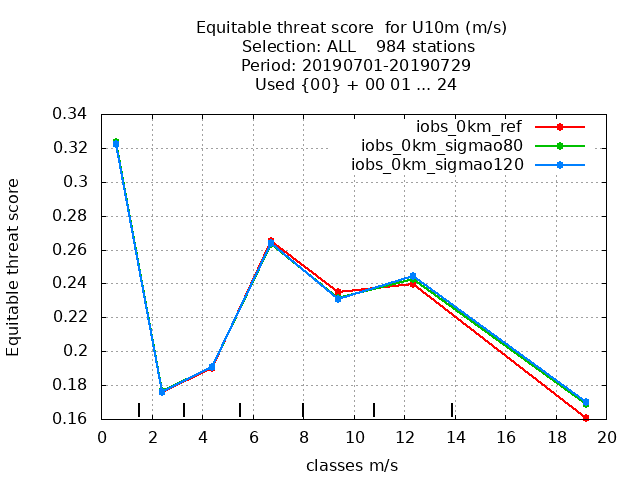 Equitable threat score for U10m (m/s)
Selection: ALL 984 stations
Period: 20190701-20190729
Used {00} + 00 01 ... 24
iobs_0km_ref
iobs_0km_sigmao80
iobs_0km_sigmao120
Equitable threat score
0.34
0.32
0.3
0.28
0.26
0.24
0.22
0.2
0.18
0.16
0 2 4 6 8 10 12 14 16 18 20
classes m/s